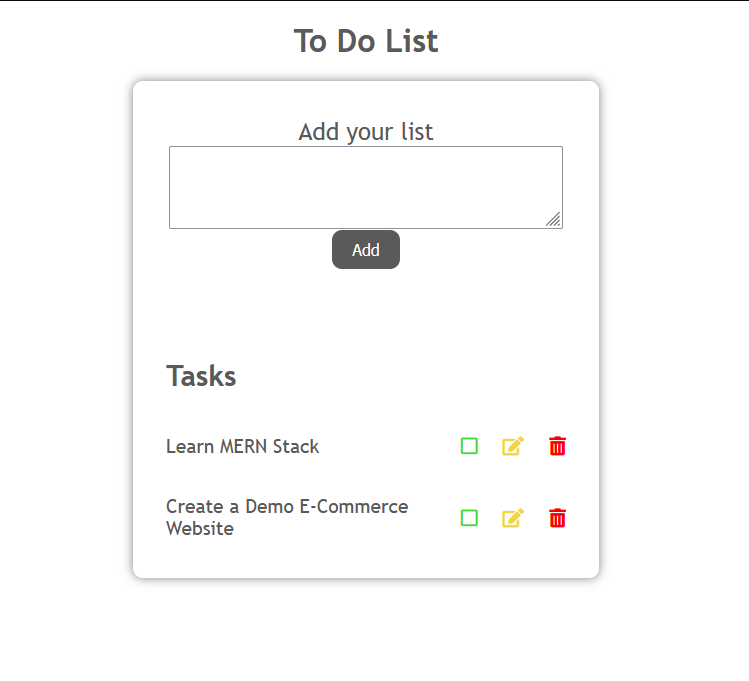 To Do List
Add your list
Add
Tasks
Learn MERN Stack
Create a Demo E-Commerce
Website